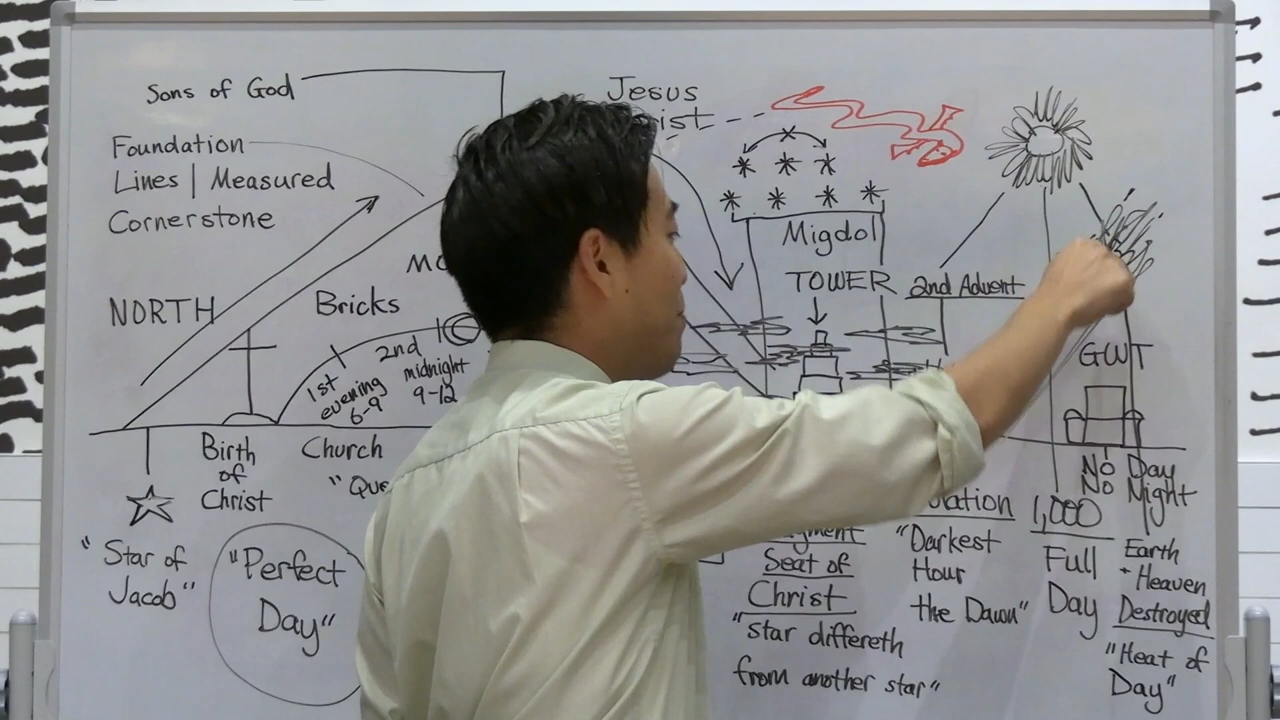 Sons of God
Foundation
Lines | Measured
Cornerstone
NORTH
Bricks
1st
evening
6-9
2nd
midnight
9-12
Birth
of
Christ
Church
"Star of
Jacob"
"Perfect
Day"
Jesus
Migdol
TOWER
2nd Advent
GWT
No Day
No Night
1,000
Full
Day
Earth
+ Heaven
Destroyed
"Heat of
Day"
"Darkest
Hour
the Dawn"
Seat of
Christ
"star differeth
from another star"